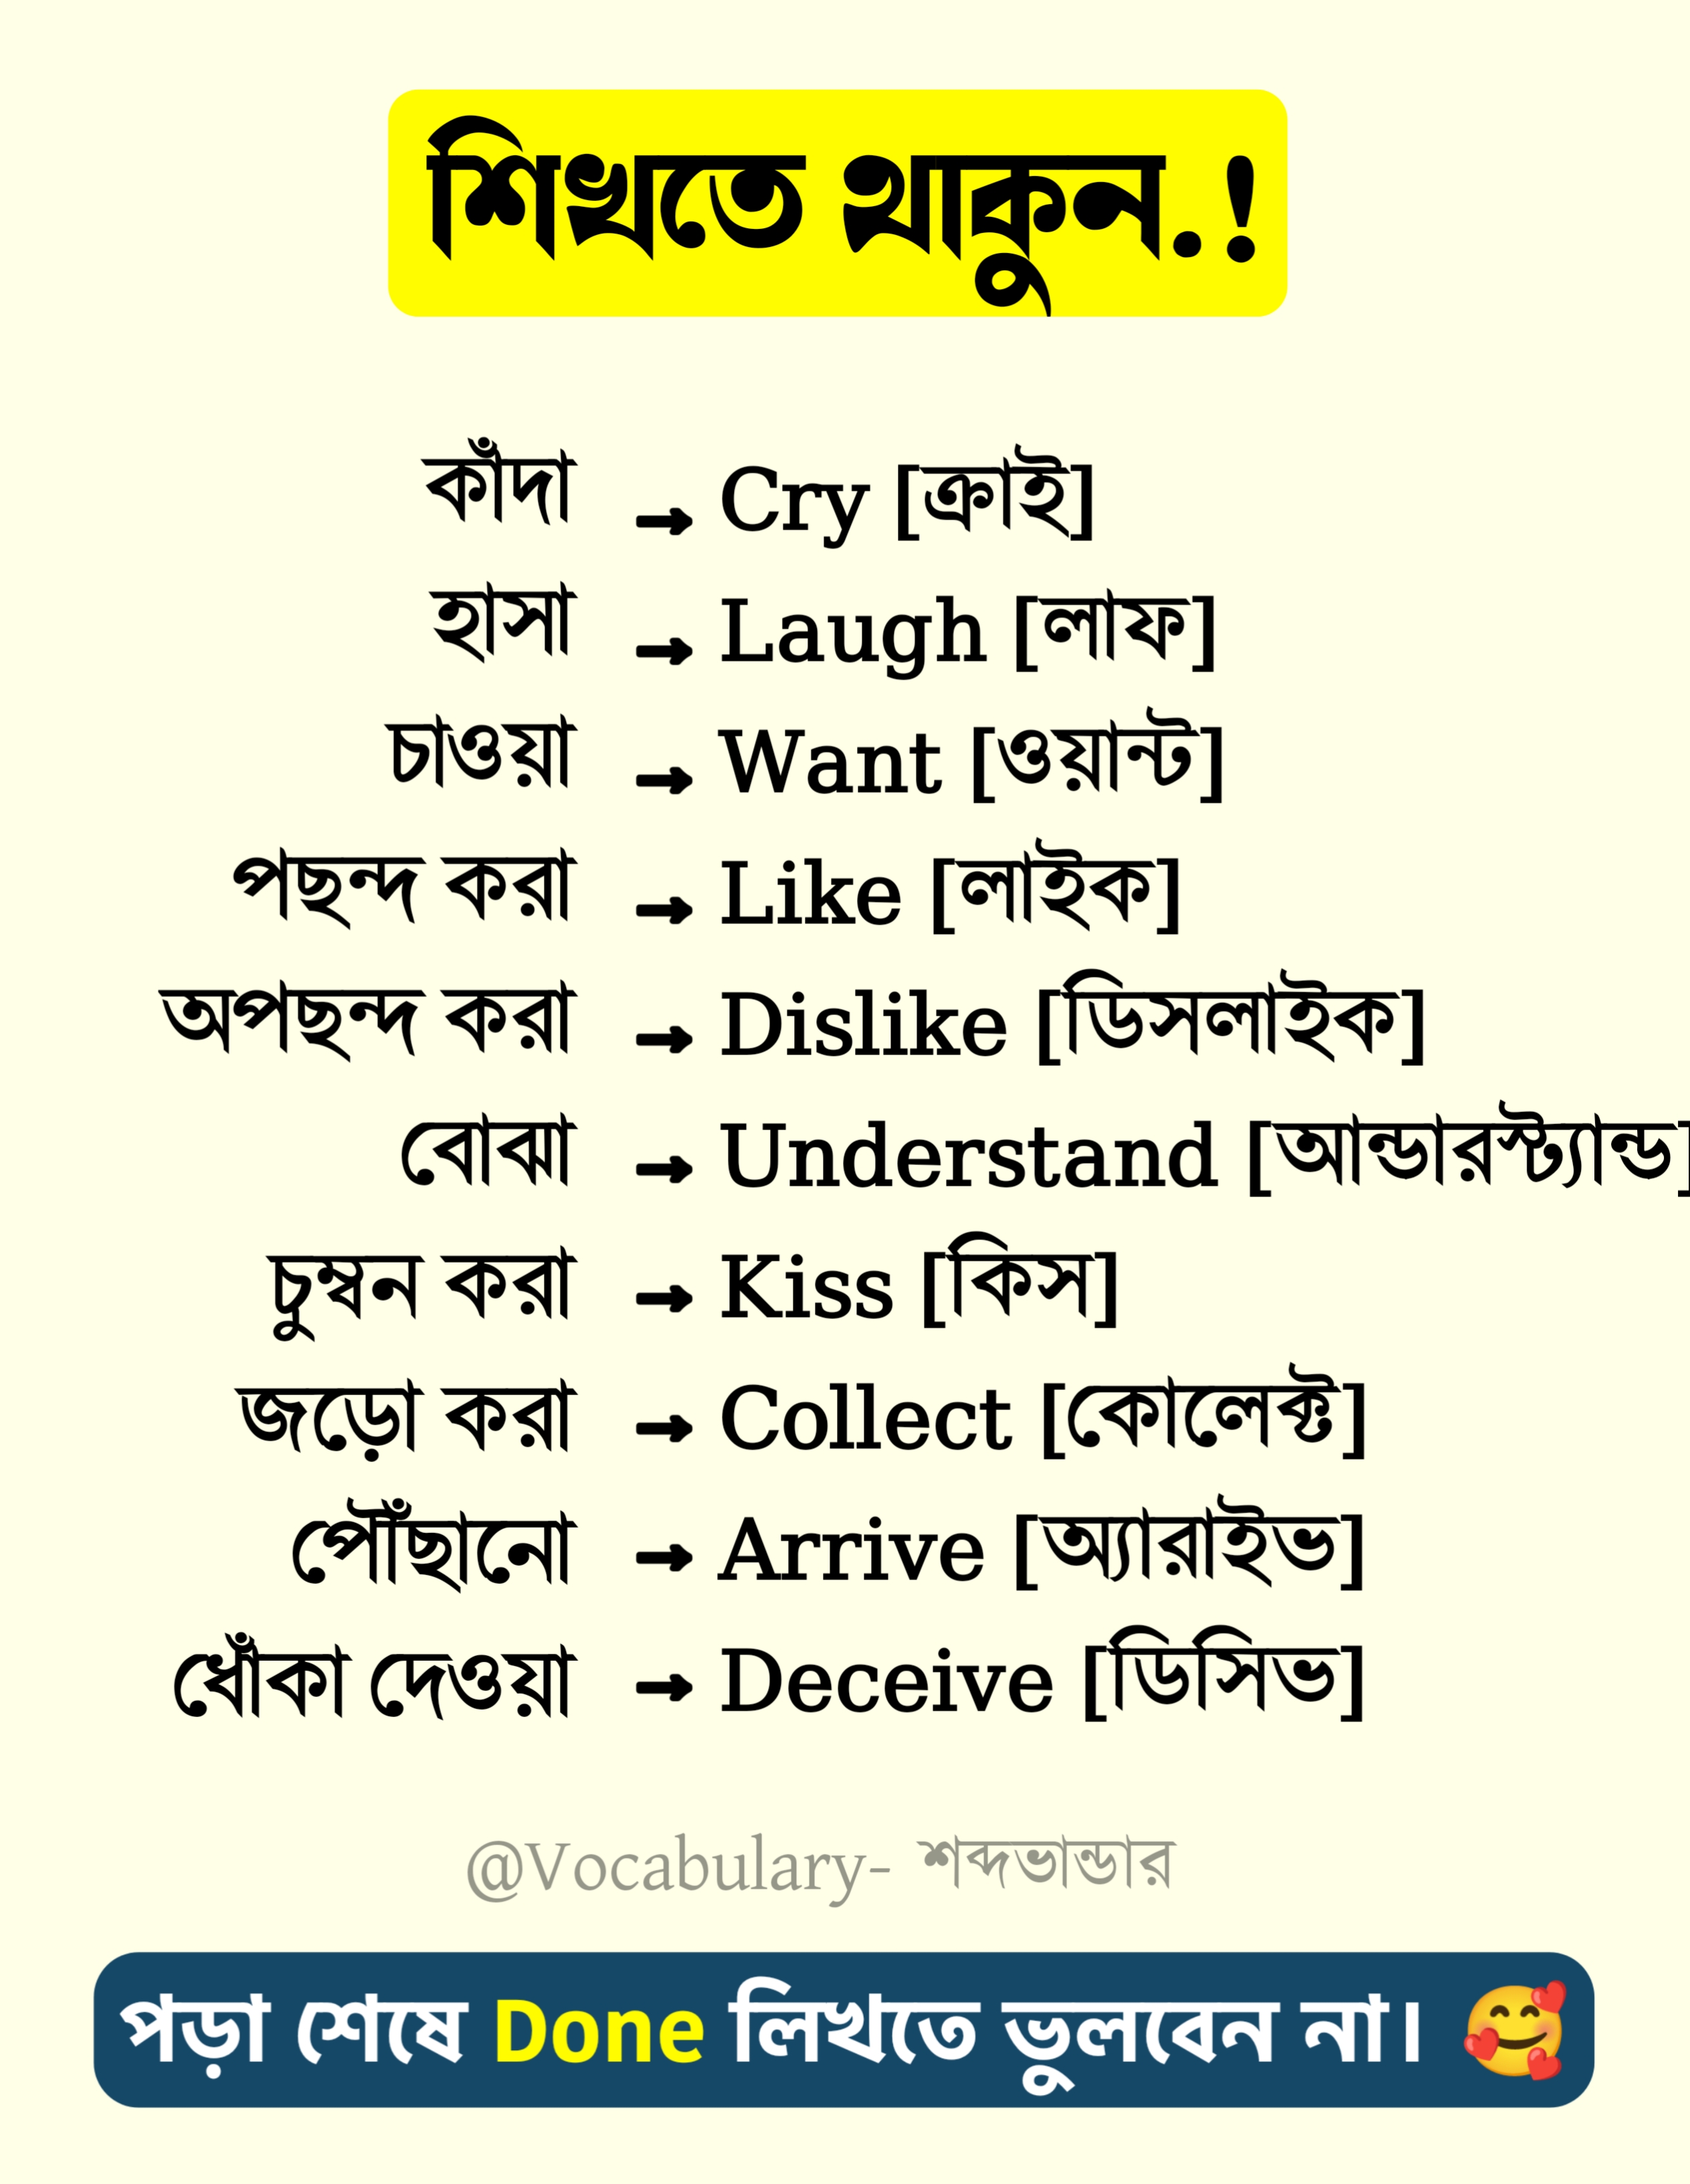 শিখতে থাকুন.!
কাঁদা → Cry [ক্রাই]
হাসা → Laugh [লাফ]
চাওয়া → Want [ওয়ান্ট]
পছন্দ করা → Like [লাইক]
অপছন্দ করা → Dislike [ডিসলাইক]
বোঝা → Understand [আন্ডারস্ট্যান্ড]
চুম্বন করা → Kiss [কিস]
জড়ো করা → Collect [কোলেক্ট]
পৌঁছানো → Arrive [অ্যারাইভ]
ধোঁকা দেওয়া → Deceive [ডিসিভ]
@Vocabulary- শব্দভান্ডার
পড়া শেষে Done লিখতে ভুলবেন না। 🥰